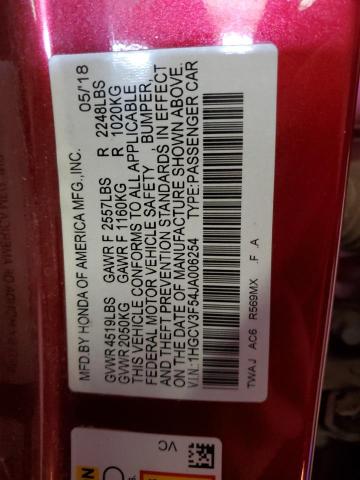 MFD. BY HONDA OF AMERICA MFG., INC. 05/'18
GVWR 4519LBS GAWR F 2557LBS R 2248LBS
GVWR 2050KG GAWR F 1160KG R 1020KG
THIS VEHICLE CONFORMS TO ALL APPLICABLE
FEDERAL MOTOR VEHICLE SAFETY, BUMPER,
AND THEFT PREVENTION STANDARDS IN EFFECT
ON THE DATE OF MANUFACTURE SHOWN ABOVE.
V.I.N. 1HGCV3F54JA006254 TYPE:PASSENGER CAR
TWAJ AC6 R569MX F A
VC